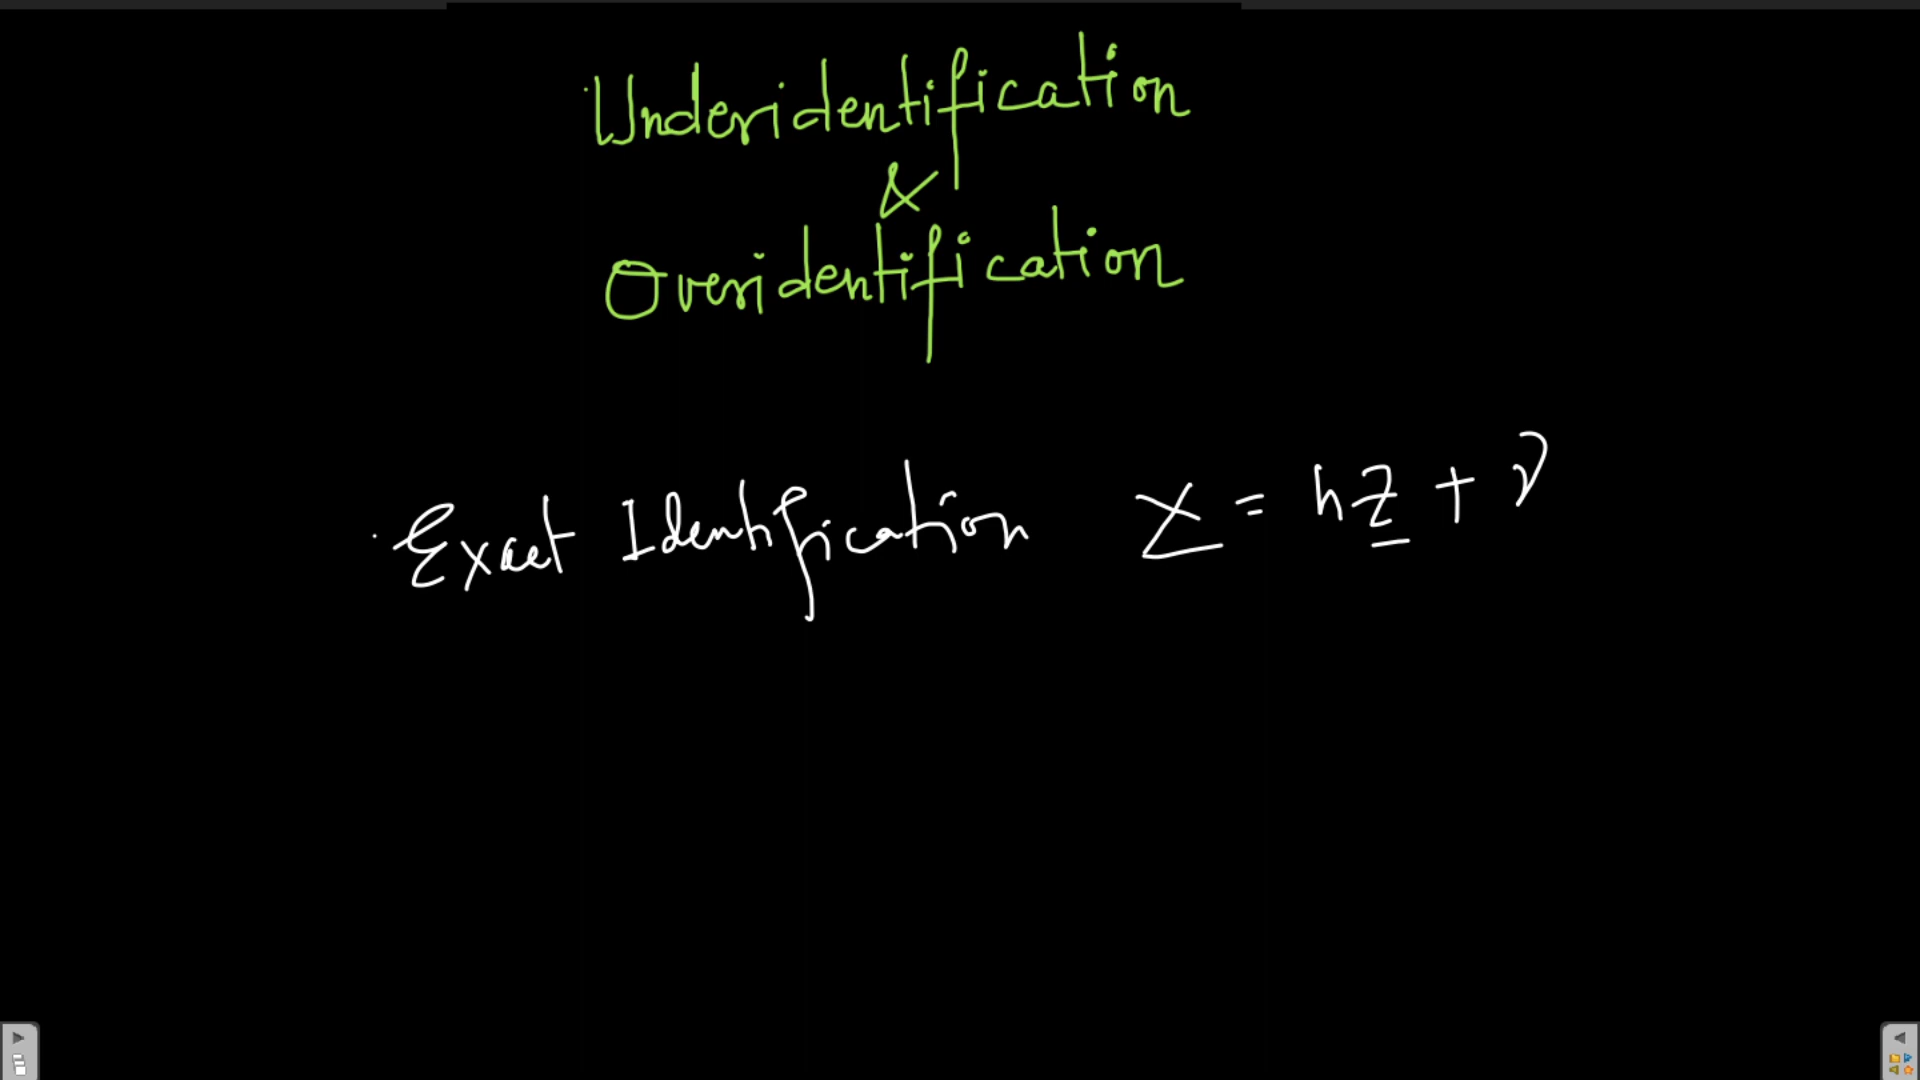 Underidentification
&
Overidentification
Exact Identification X = hz + ν